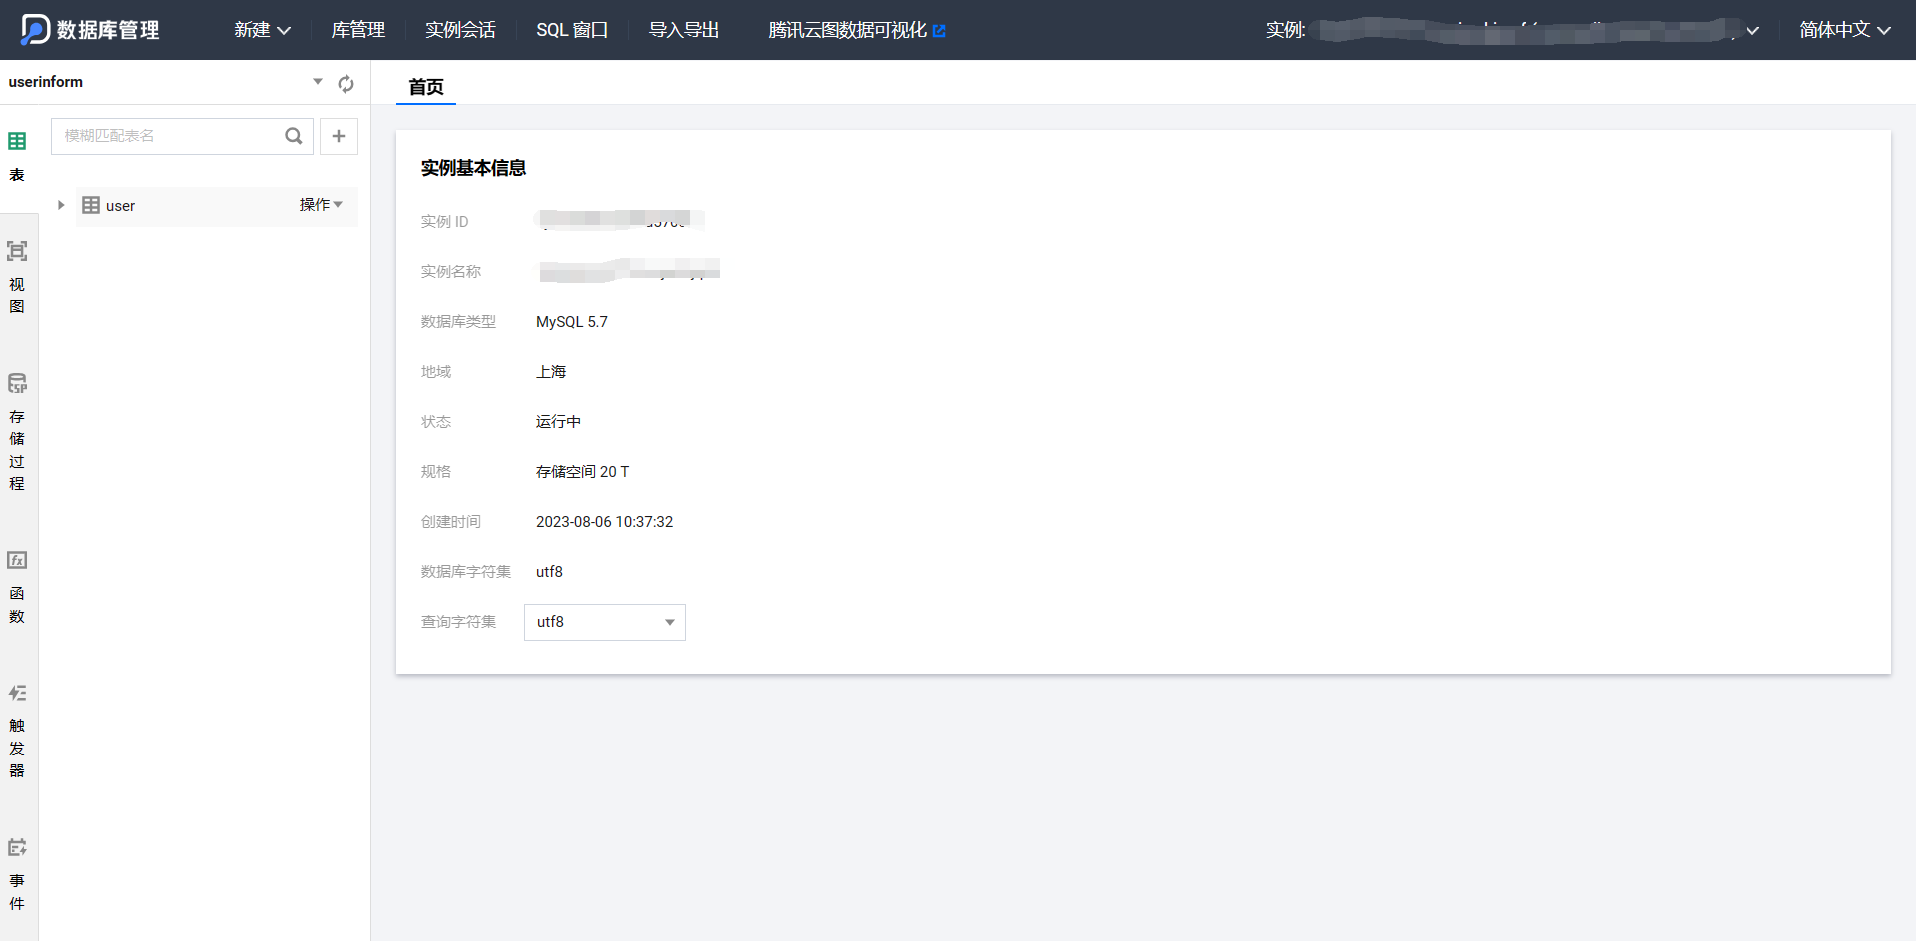 数据库管理
新建
库管理
实例会话
SQL 窗口
导入导出
腾讯云图数据可视化
实例:
简体中文
userinform
首页
模糊匹配表名
表
user
操作
视图
存储过程
函数
触发器
事件
实例基本信息
实例 ID
实例名称
数据库类型 MySQL 5.7
地域 上海
状态 运行中
规格 存储空间 20 T
创建时间 2023-08-06 10:37:32
数据库字符集 utf8
查询字符集 utf8